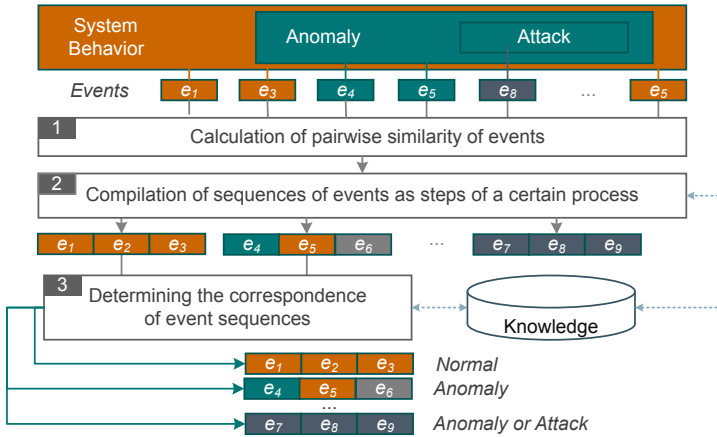 System
Behavior
Anomaly
Attack
Events e1 e3 e4 e5 e8 ... e5
1
Calculation of pairwise similarity of events
2
Compilation of sequences of events as steps of a certain process
e1 e2 e3 e4 e5 e6 ... e7 e8 e9
3
Determining the correspondence
of event sequences
Knowledge
e1 e2 e3 Normal
e4 e5 e6 Anomaly
...
e7 e8 e9 Anomaly or Attack